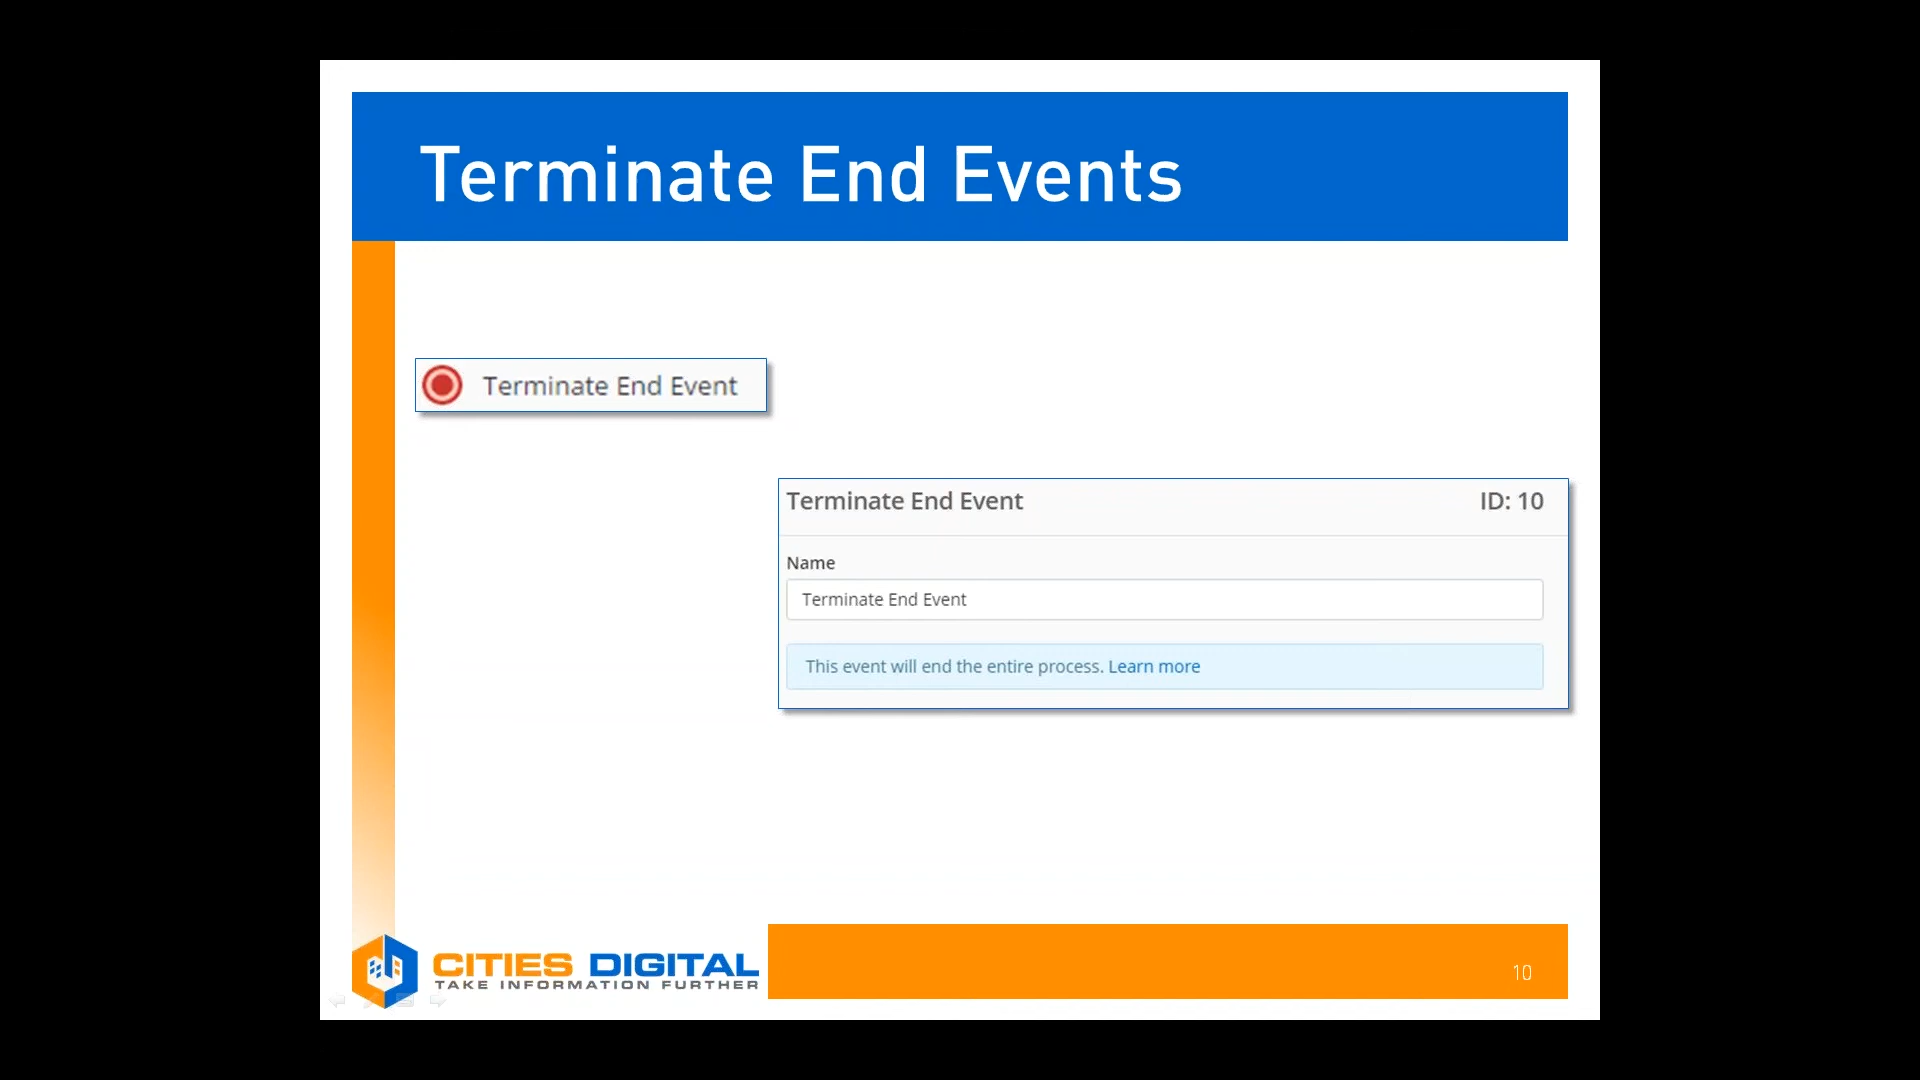 Terminate End Events
Terminate End Event
Terminate End Event ID: 10
Name
Terminate End Event
This event will end the entire process. Learn more
CITIES DIGITAL
TAKE INFORMATION FURTHER
10